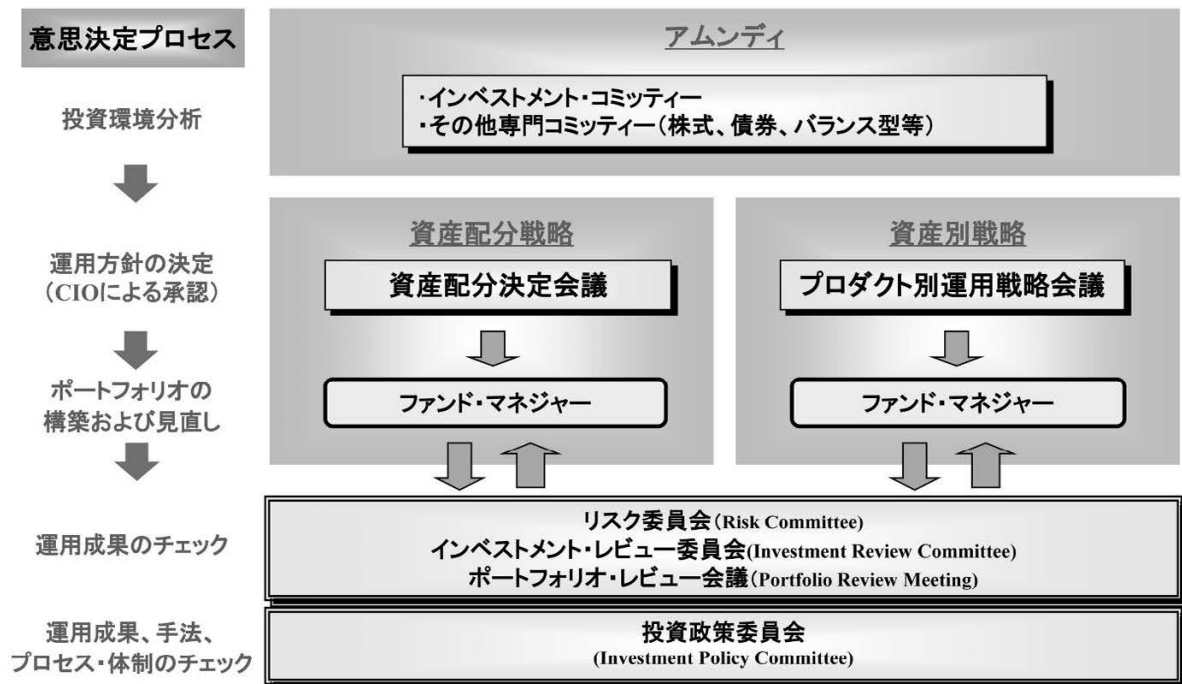 意思決定プロセス
アムンディ
投資環境分析
・インベストメント・コミッティー
・その他専門コミッティー（株式、債券、バランス型等）
資産配分戦略
資産別戦略
運用方針の決定
（CIOによる承認）
資産配分決定会議
プロダクト別運用戦略会議
ポートフォリオの
構築および見直し
ファンド・マネジャー
ファンド・マネジャー
運用成果のチェック
リスク委員会（Risk Committee）
インベストメント・レビュー委員会(Investment Review Committee)
ポートフォリオ・レビュー会議（Portfolio Review Meeting)
運用成果、手法、
プロセス・体制のチェック
投資政策委員会
(Investment Policy Committee)